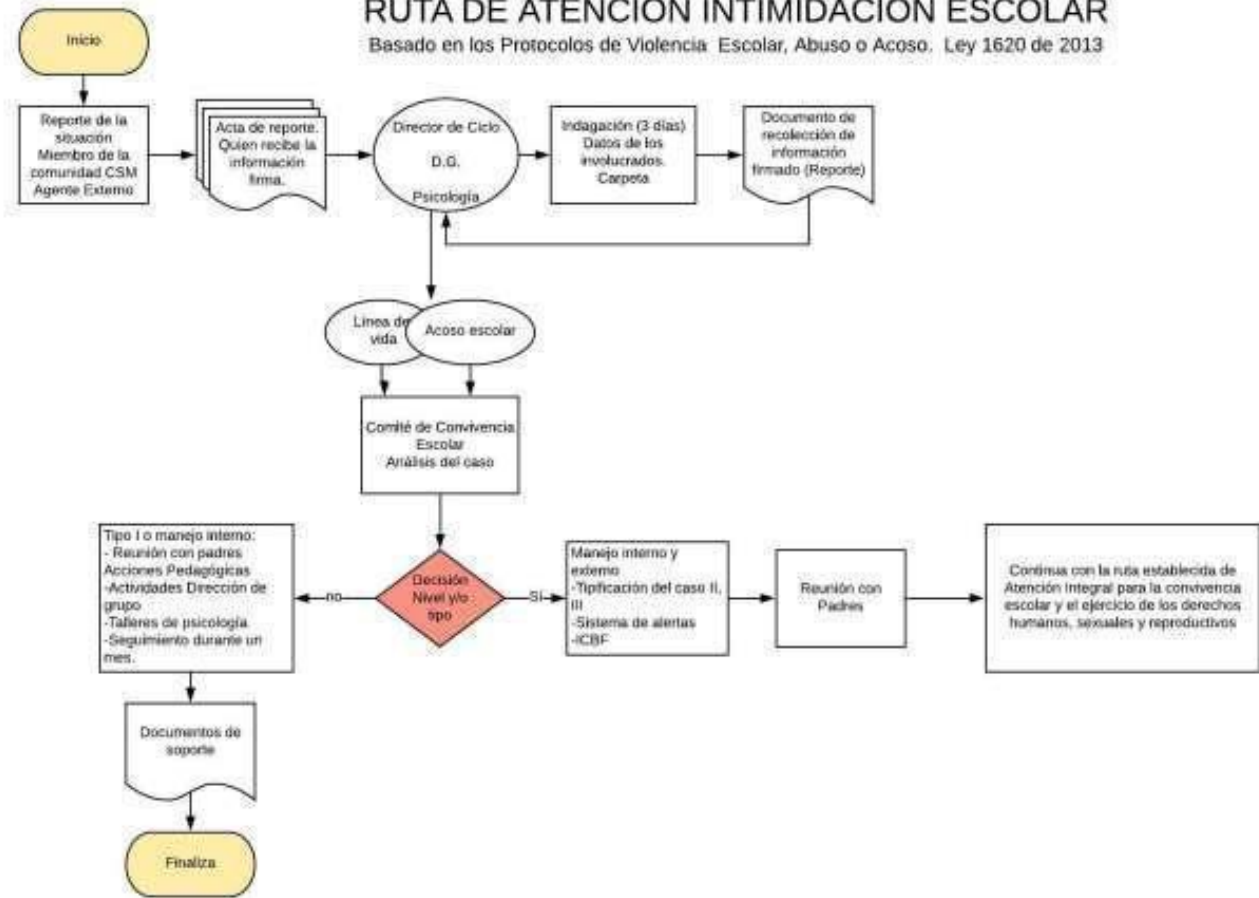 RUTA DE ATENCIÓN INTIMIDACIÓN ESCOLAR
Basado en los Protocolos de Violencia Escolar, Abuso o Acoso. Ley 1620 de 2013
Inicio
Reporte de la
situación
Miembro de la
comunidad CSM
Agente Externo
Acta de reporte.
Quien recibe la
información
firma.
Director de Ciclo
D.G.
Psicología
Indagación (3 días)
Datos de los
involucrados.
Carpeta
Documento de
recolección de
información
firmado (Reporte)
Línea de
vida
Acoso escolar
Comité de Convivencia
Escolar
Análisis del caso
Decisión
Nivel y/o
tipo
no
Sí
Tipo I o manejo interno:
- Reunión con padres
Acciones Pedagógicas
-Actividades Dirección de
grupo
-Talleres de psicología
-Seguimiento durante un
mes.
Manejo interno y
externo
-Tipificación del caso II,
III
-Sistema de alertas
-ICBF
Reunión con
Padres
Continua con la ruta establecida de
Atención Integral para la convivencia
escolar y el ejercicio de los derechos
humanos, sexuales y reproductivos
Documentos de
soporte
Finaliza